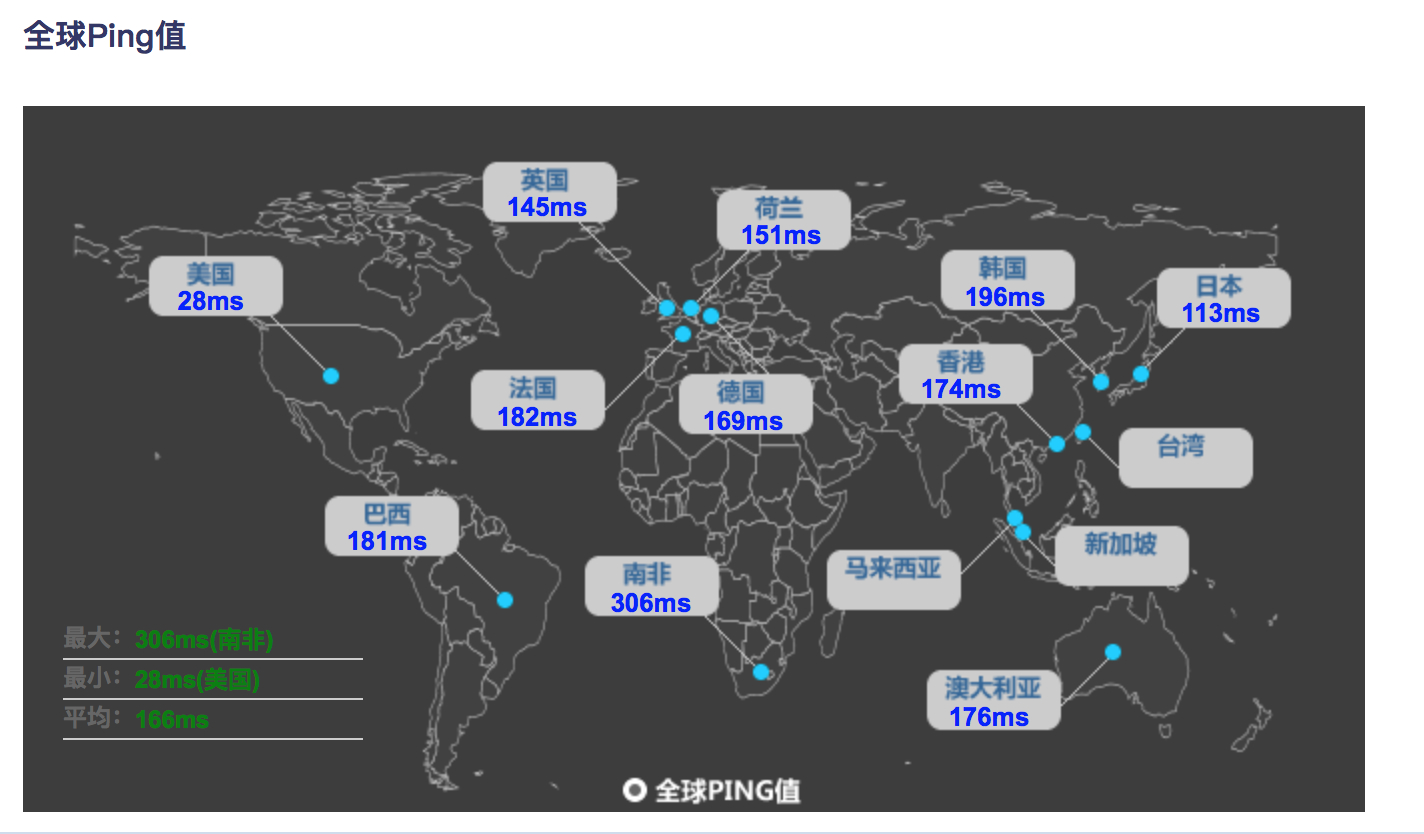 全球Ping值
英国
145ms
荷兰
151ms
美国
28ms
韩国
196ms
日本
113ms
香港
174ms
法国
182ms
德国
169ms
台湾
巴西
181ms
新加坡
马来西亚
南非
306ms
澳大利亚
176ms
最大：306ms(南非)
最小：28ms(美国)
平均：166ms
全球PING值